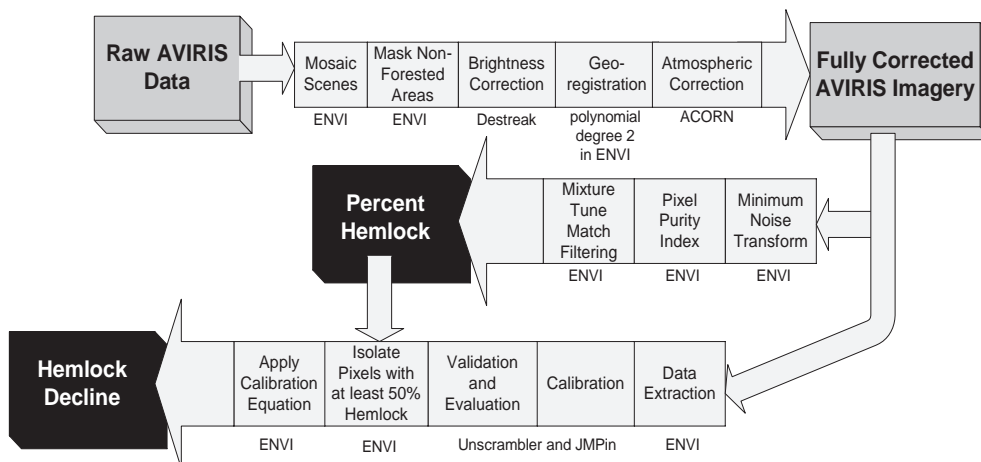 Raw AVIRIS
Data
Mosaic
Scenes
ENVI
Mask Non-
Forested
Areas
ENVI
Brightness
Correction
Destreak
Geo-
registration
polynomial
degree 2
in ENVI
Atmospheric
Correction
ACORN
Fully Corrected
AVIRIS Imagery
Percent
Hemlock
Mixture
Tune
Match
Filtering
ENVI
Pixel
Purity
Index
ENVI
Minimum
Noise
Transform
ENVI
Hemlock
Decline
Apply
Calibration
Equation
ENVI
Isolate
Pixels with
at least 50%
Hemlock
ENVI
Validation
and
Evaluation
Calibration
Unscrambler and JMPin
Data
Extraction
ENVI